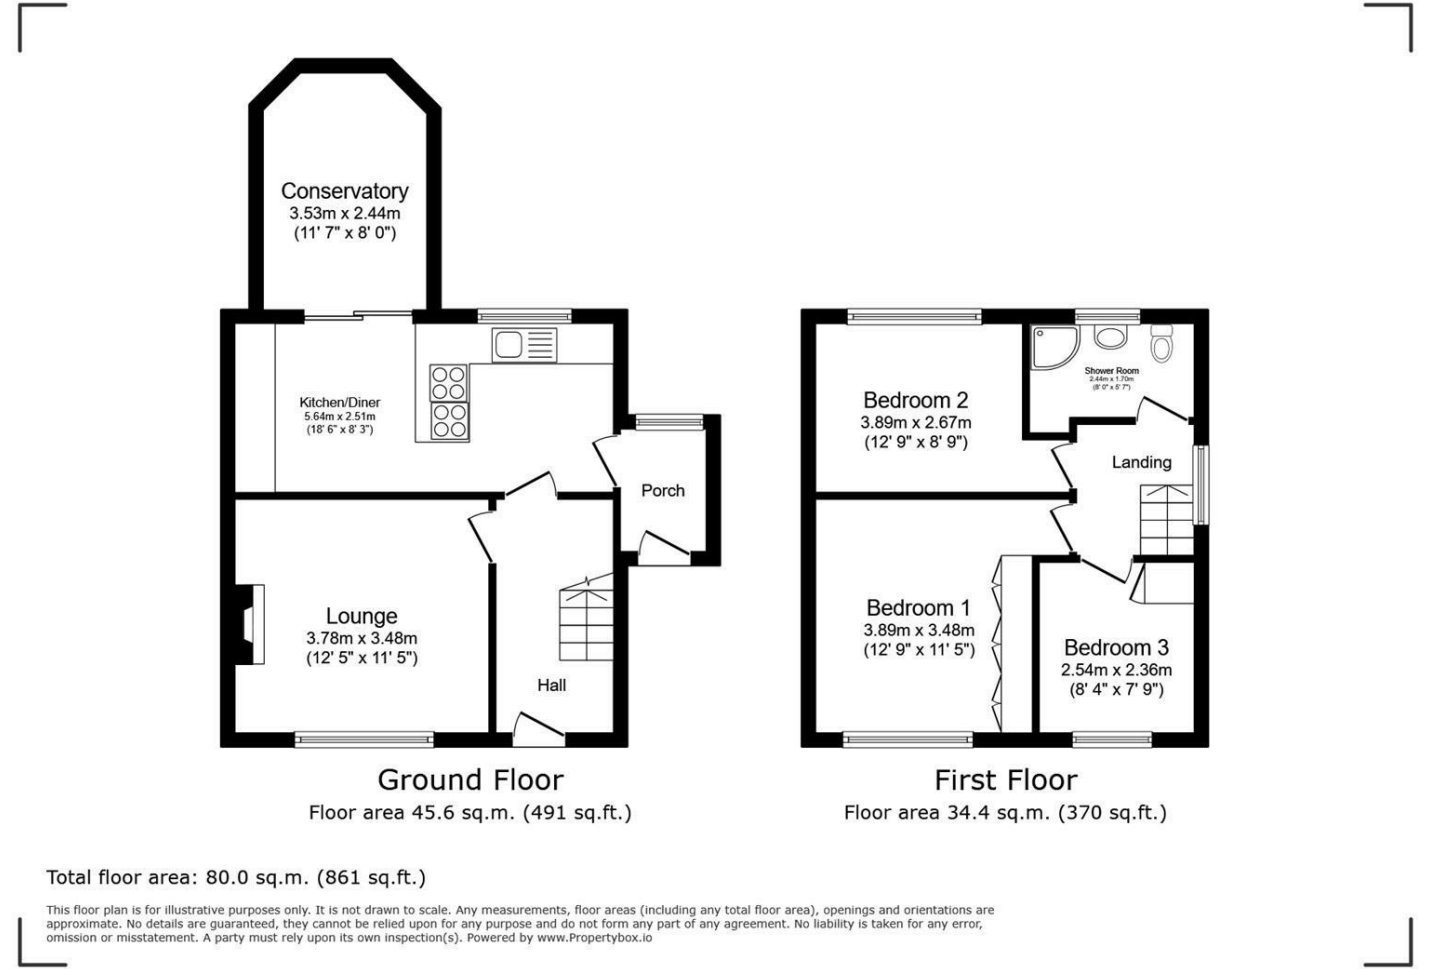 Conservatory
3.53m x 2.44m
(11' 7" x 8' 0")
Kitchen/Diner
5.64m x 2.51m
(18' 6" x 8' 3")
Porch
Lounge
3.78m x 3.48m
(12' 5" x 11' 5")
Hall
Ground Floor
Floor area 45.6 sq.m. (491 sq.ft.)
Bedroom 2
3.89m x 2.67m
(12' 9" x 8' 9")
Shower Room
2.44m x 1.70m
(8' 0" x 5' 7")
Landing
Bedroom 1
3.89m x 3.48m
(12' 9" x 11' 5")
Bedroom 3
2.54m x 2.36m
(8' 4" x 7' 9")
First Floor
Floor area 34.4 sq.m. (370 sq.ft.)
Total floor area: 80.0 sq.m. (861 sq.ft.)
This floor plan is for illustrative purposes only. It is not drawn to scale. Any measurements, floor areas (including any total floor area), openings and orientations are
approximate. No details are guaranteed, they cannot be relied upon for any purpose and do not form any part of any agreement. No liability is taken for any error,
omission or misstatement. A party must rely upon its own inspection(s). Powered by www.Propertybox.io